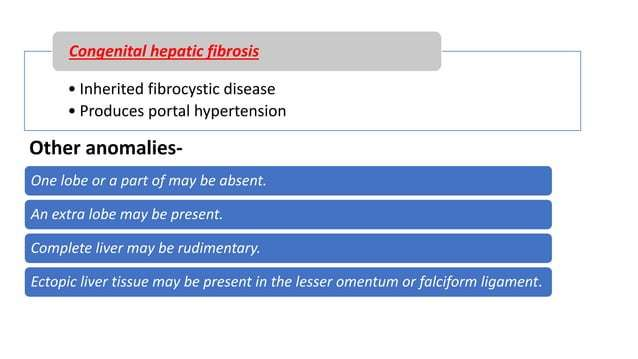 Congenital hepatic fibrosis
• Inherited fibrocystic disease
• Produces portal hypertension
Other anomalies-
One lobe or a part of may be absent.
An extra lobe may be present.
Complete liver may be rudimentary.
Ectopic liver tissue may be present in the lesser omentum or falciform ligament.